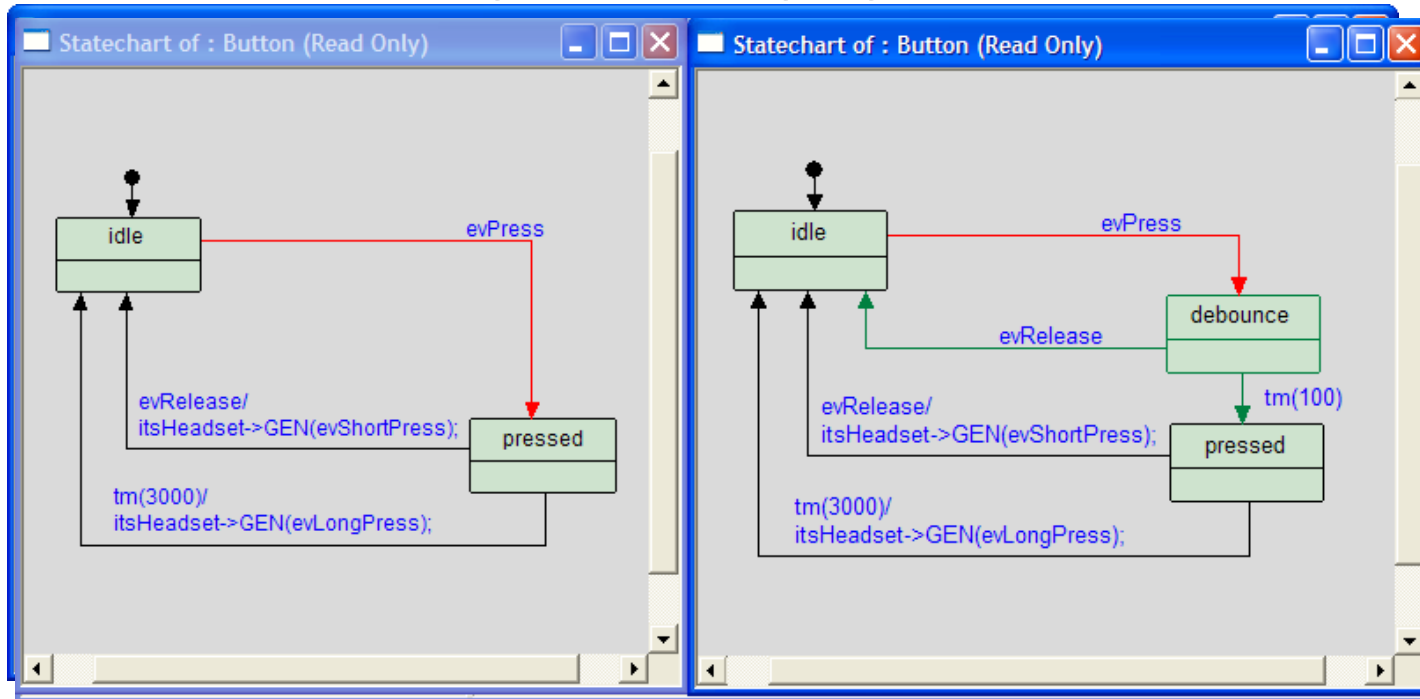 Statechart of : Button (Read Only)
idle
evPress
evRelease/
itsHeadset->GEN(evShortPress);
pressed
tm(3000)/
itsHeadset->GEN(evLongPress);
Statechart of : Button (Read Only)
idle
evPress
debounce
evRelease
tm(100)
evRelease/
itsHeadset->GEN(evShortPress);
pressed
tm(3000)/
itsHeadset->GEN(evLongPress);